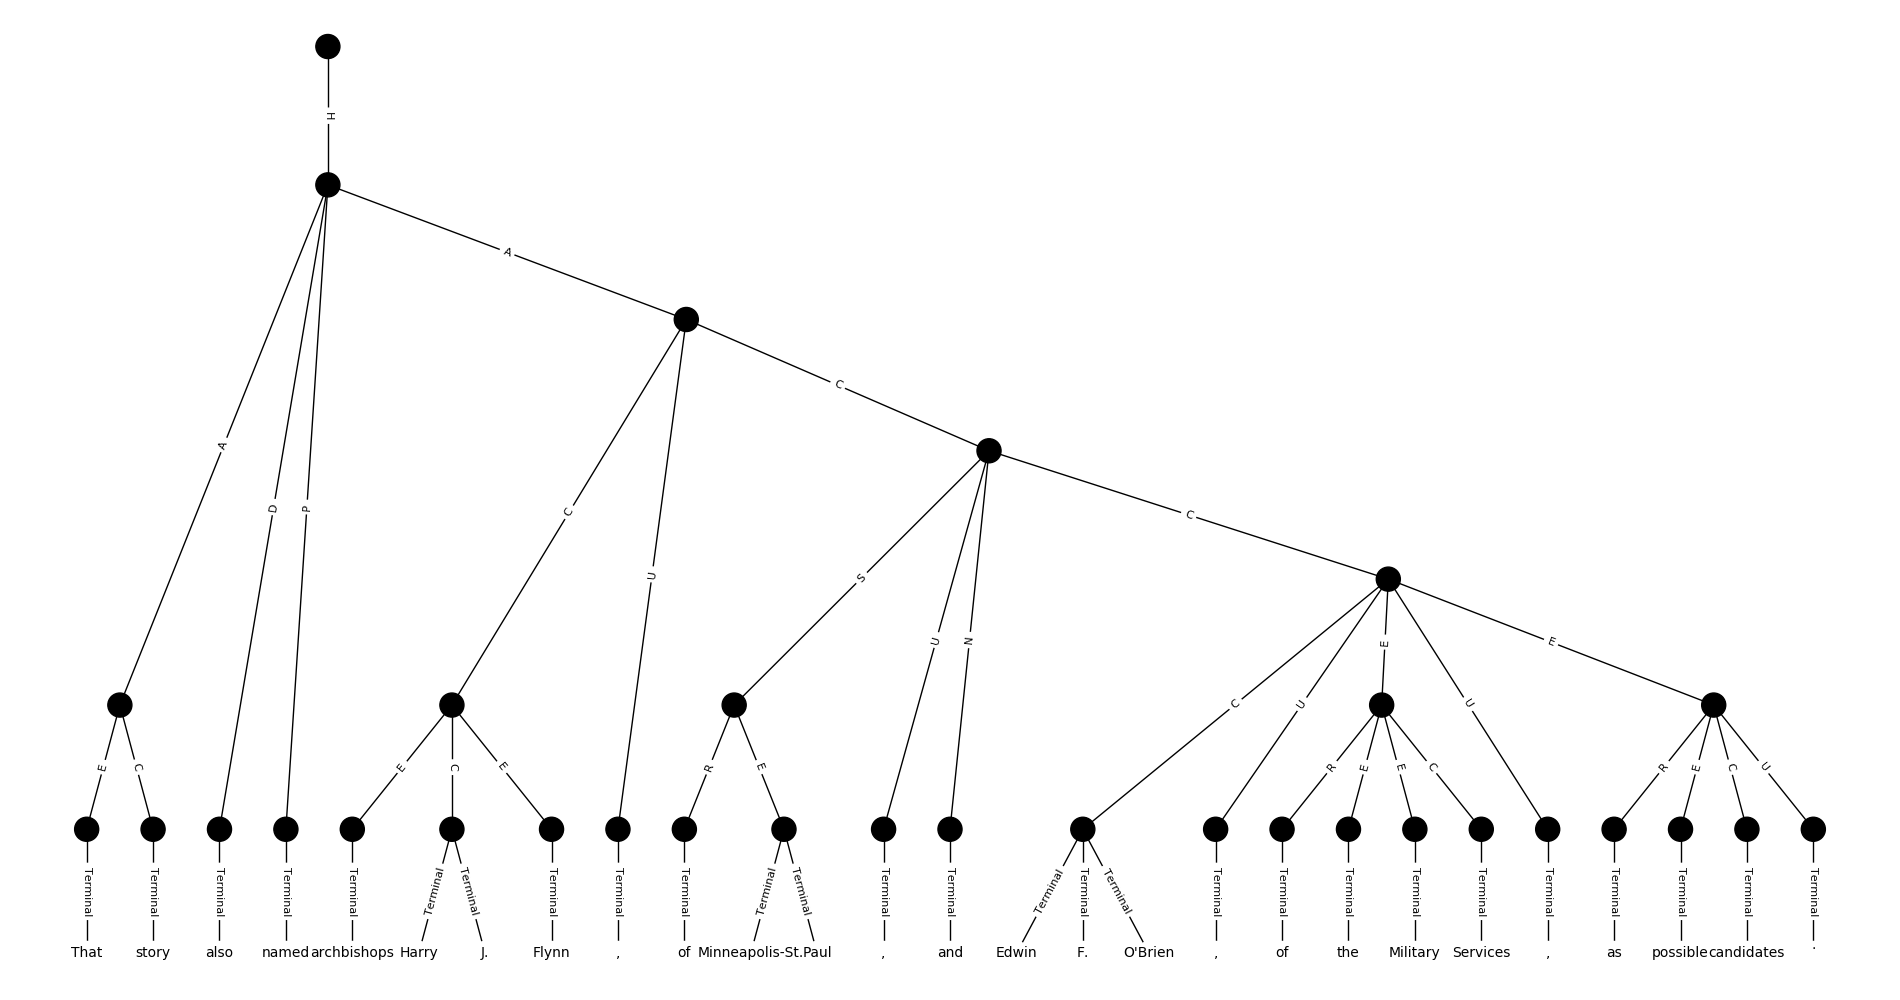 H
A
C
A
D
P
C
U
C
S
U
N
E
C
U
E
U
E
C
E
C
E
R
E
R
E
E
C
R
E
C
U
Terminal Terminal Terminal Terminal Terminal Terminal Terminal Terminal Terminal Terminal Terminal Terminal Terminal Terminal Terminal Terminal Terminal Terminal Terminal Terminal Terminal Terminal Terminal Terminal Terminal Terminal Terminal
That story also named archbishops Harry J. Flynn , of Minneapolis-St.Paul , and Edwin F. O'Brien , of the Military Services , as possible candidates .